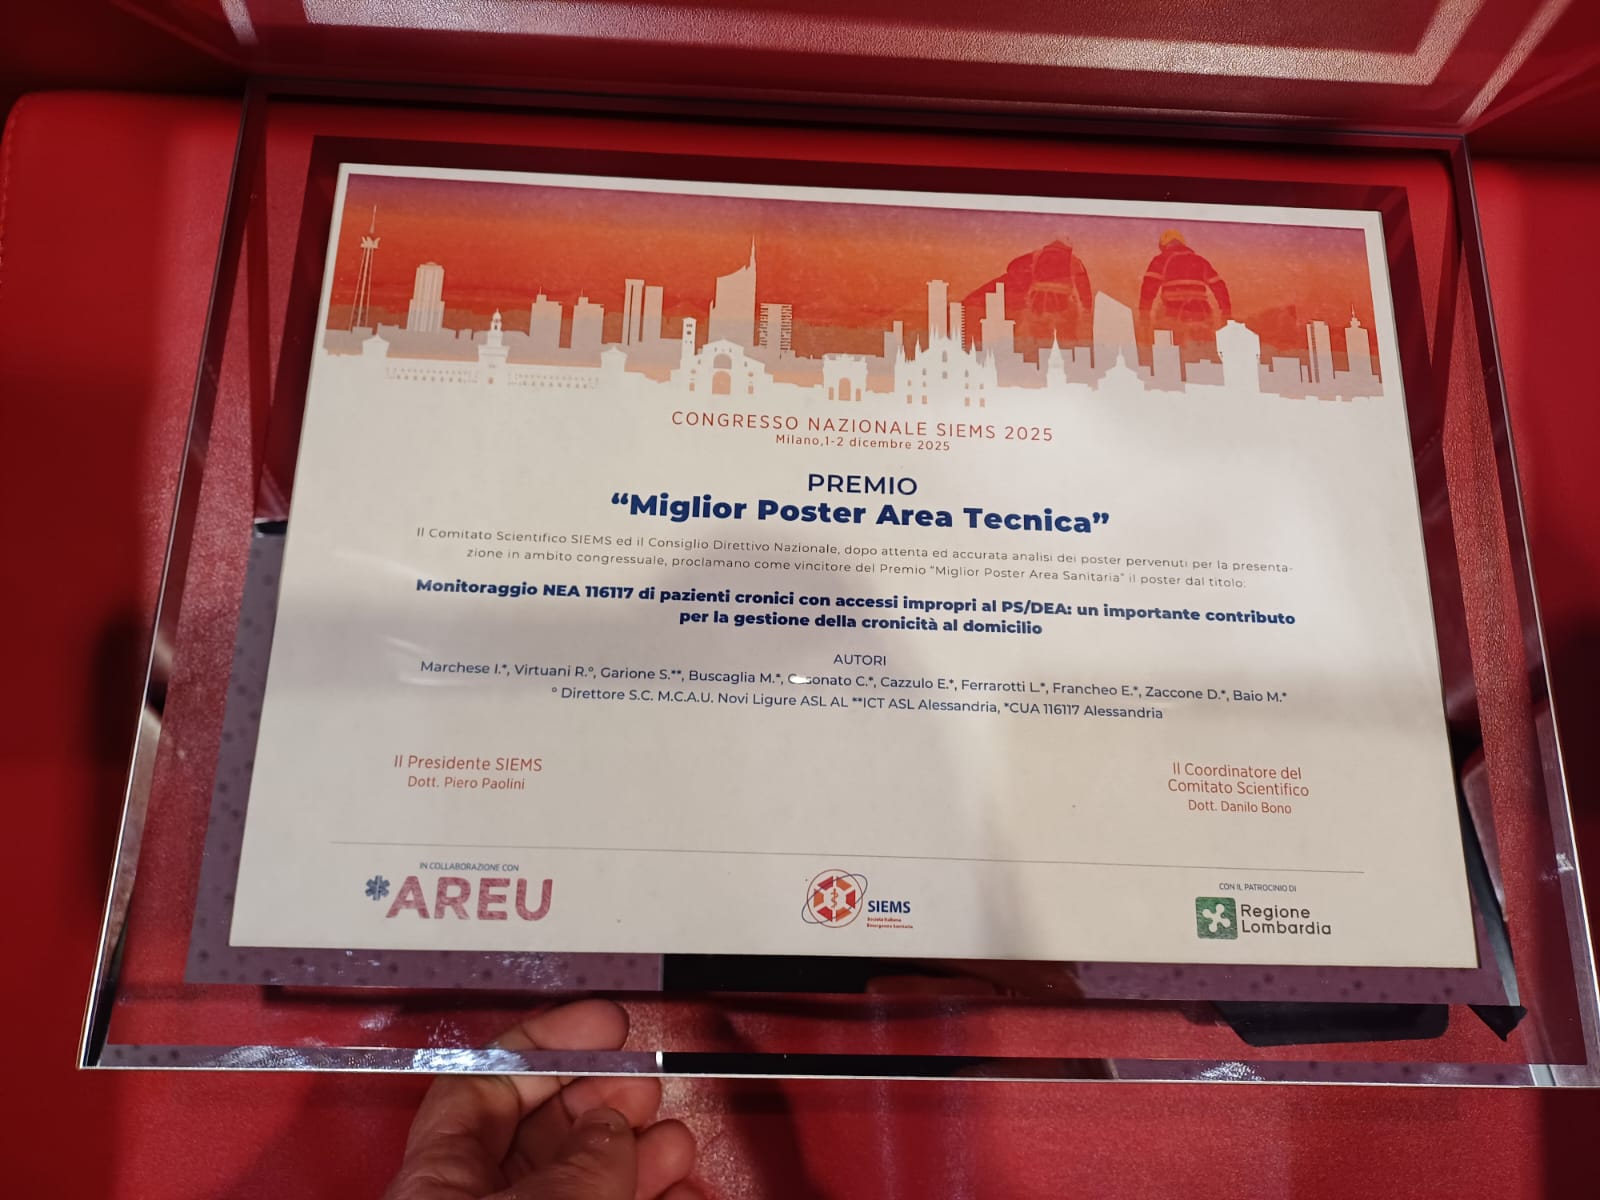 CONGRESSO NAZIONALE SIEMS 2025
Milano,1-2 dicembre 2025
PREMIO
“Miglior Poster Area Tecnica”
Il Comitato Scientifico SIEMS ed il Consiglio Direttivo Nazionale, dopo attenta ed accurata analisi dei poster pervenuti per la presenta-
zione in ambito congressuale, proclamano come vincitore del Premio “Miglior Poster Area Sanitaria” il poster dal titolo:
Monitoraggio NEA 116117 di pazienti cronici con accessi impropri al PS/DEA: un importante contributo
per la gestione della cronicità al domicilio
AUTORI
Marchese I.*, Virtuani R.°, Garione S.**, Buscaglia M.*, C.*, Cazzulo E.*, Ferrarotti L.*, Francheo E.*, Zaccone D.*, Baio M.*
° Direttore S.C. M.C.A.U. Novi Ligure ASL AL **ICT ASL Alessandria, *CUA 116117 Alessandria
Il Presidente SIEMS
Dott. Piero Paolini
Il Coordinatore del
Comitato Scientifico
Dott. Danilo Bono
IN COLLABORAZIONE CON
AREU
SIEMS
Società Italiana
Emergenza Sanitaria
CON IL PATROCINIO DI
Regione
Lombardia